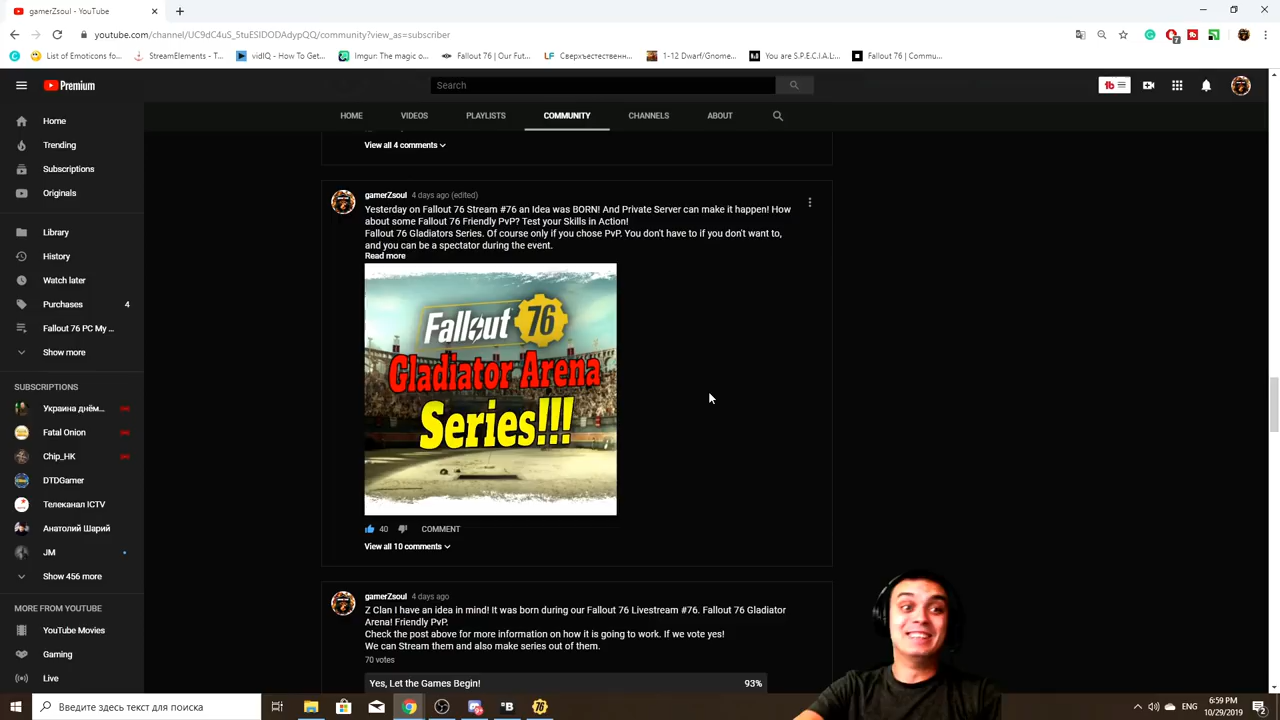 gamerZsoul - YouTube
youtube.com/channel/UC9dC4uS_5tuESIDODAdypQQ/community?view_as=subscriber
List of Emoticons fo...
StreamElements - T...
vidIQ - How To Get...
Imgur: The magic o...
Fallout 76 | Our Fut...
Сверхъестественн...
1-12 Dwarf/Gnome...
You are S.P.E.C.I.A.L:...
Fallout 76 | Commu...
Premium
Search
HOME
VIDEOS
PLAYLISTS
COMMUNITY
CHANNELS
ABOUT
Home
Trending
Subscriptions
Originals
Library
History
Watch later
Purchases 4
Fallout 76 PC My ...
Show more
SUBSCRIPTIONS
Украина днём...
Fatal Onion
Chip_HK
DTDGamer
Телеканал ICTV
Анатолий Шарий
JM
Show 456 more
MORE FROM YOUTUBE
YouTube Movies
Gaming
Live
View all 4 comments
gamerZsoul 4 days ago (edited)
Yesterday on Fallout 76 Stream #76 an Idea was BORN! And Private Server can make it happen! How
about some Fallout 76 Friendly PvP? Test your Skills in Action!
Fallout 76 Gladiators Series. Of course only if you chose PvP. You don't have to if you don't want to,
and you can be a spectator during the event.
Read more
Fallout 76
Gladiator Arena
Series!!!
40 COMMENT
View all 10 comments
gamerZsoul 4 days ago
Z Clan I have an idea in mind! It was born during our Fallout 76 Livestream #76. Fallout 76 Gladiator
Arena! Friendly PvP.
Check the post above for more information on how it is going to work. If we vote yes!
We can Stream them and also make series out of them.
70 votes
Yes, Let the Games Begin! 93%
Введите здесь текст для поиска
ENG
6:59 PM
10/29/2019
2